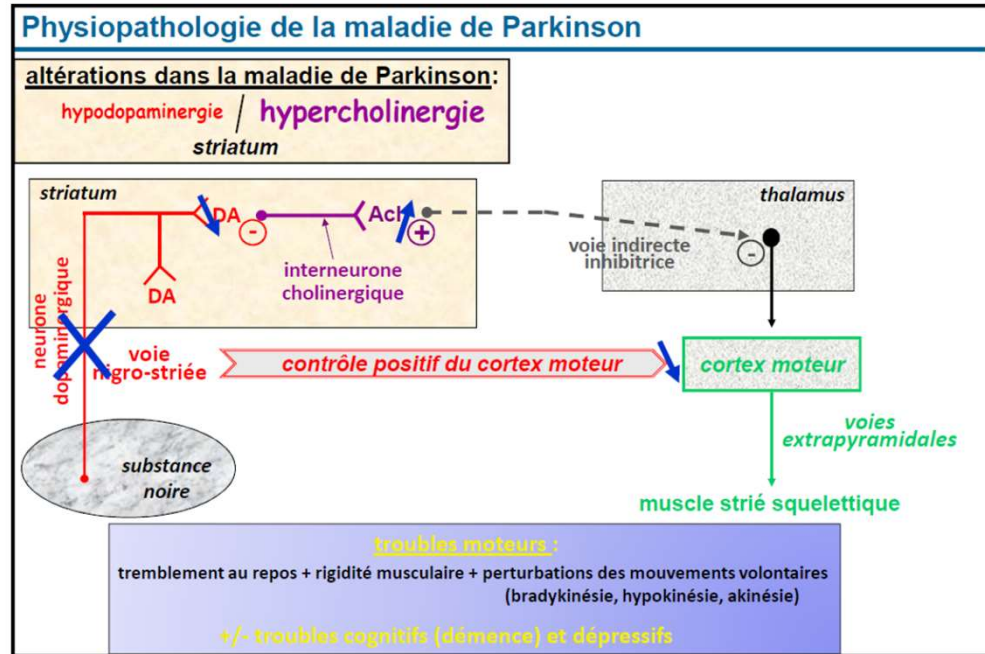 Physiopathologie de la maladie de Parkinson
altérations dans la maladie de Parkinson:
hypodopaminergie / hypercholinergie
striatum
striatum
DA
-
Ach
+
interneurone
cholinergique
DA
thalamus
voie indirecte
inhibitrice
-
neurone
dopaminergique
voie
nigro-striée
contrôle positif du cortex moteur
cortex moteur
voies
extrapyramidales
substance
noire
muscle strié squelettique
troubles moteurs :
tremblement au repos + rigidité musculaire + perturbations des mouvements volontaires
(bradykinésie, hypokinésie, akinésie)
+/- troubles cognitifs (démence) et dépressifs